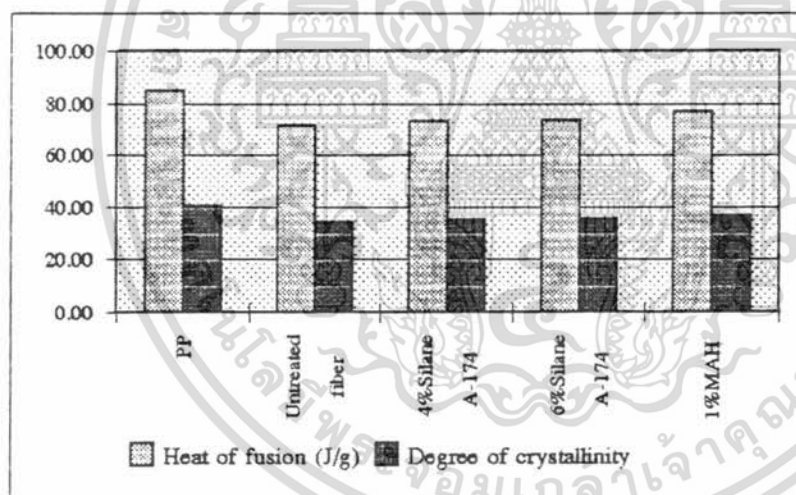 100.00
80.00
60.00
40.00
20.00
0.00
PP
Untreated
fiber
4%Silane
A-174
6%Silane
A-174
1%MAH
Heat of fusion (J/g)
Degree of crystallinity